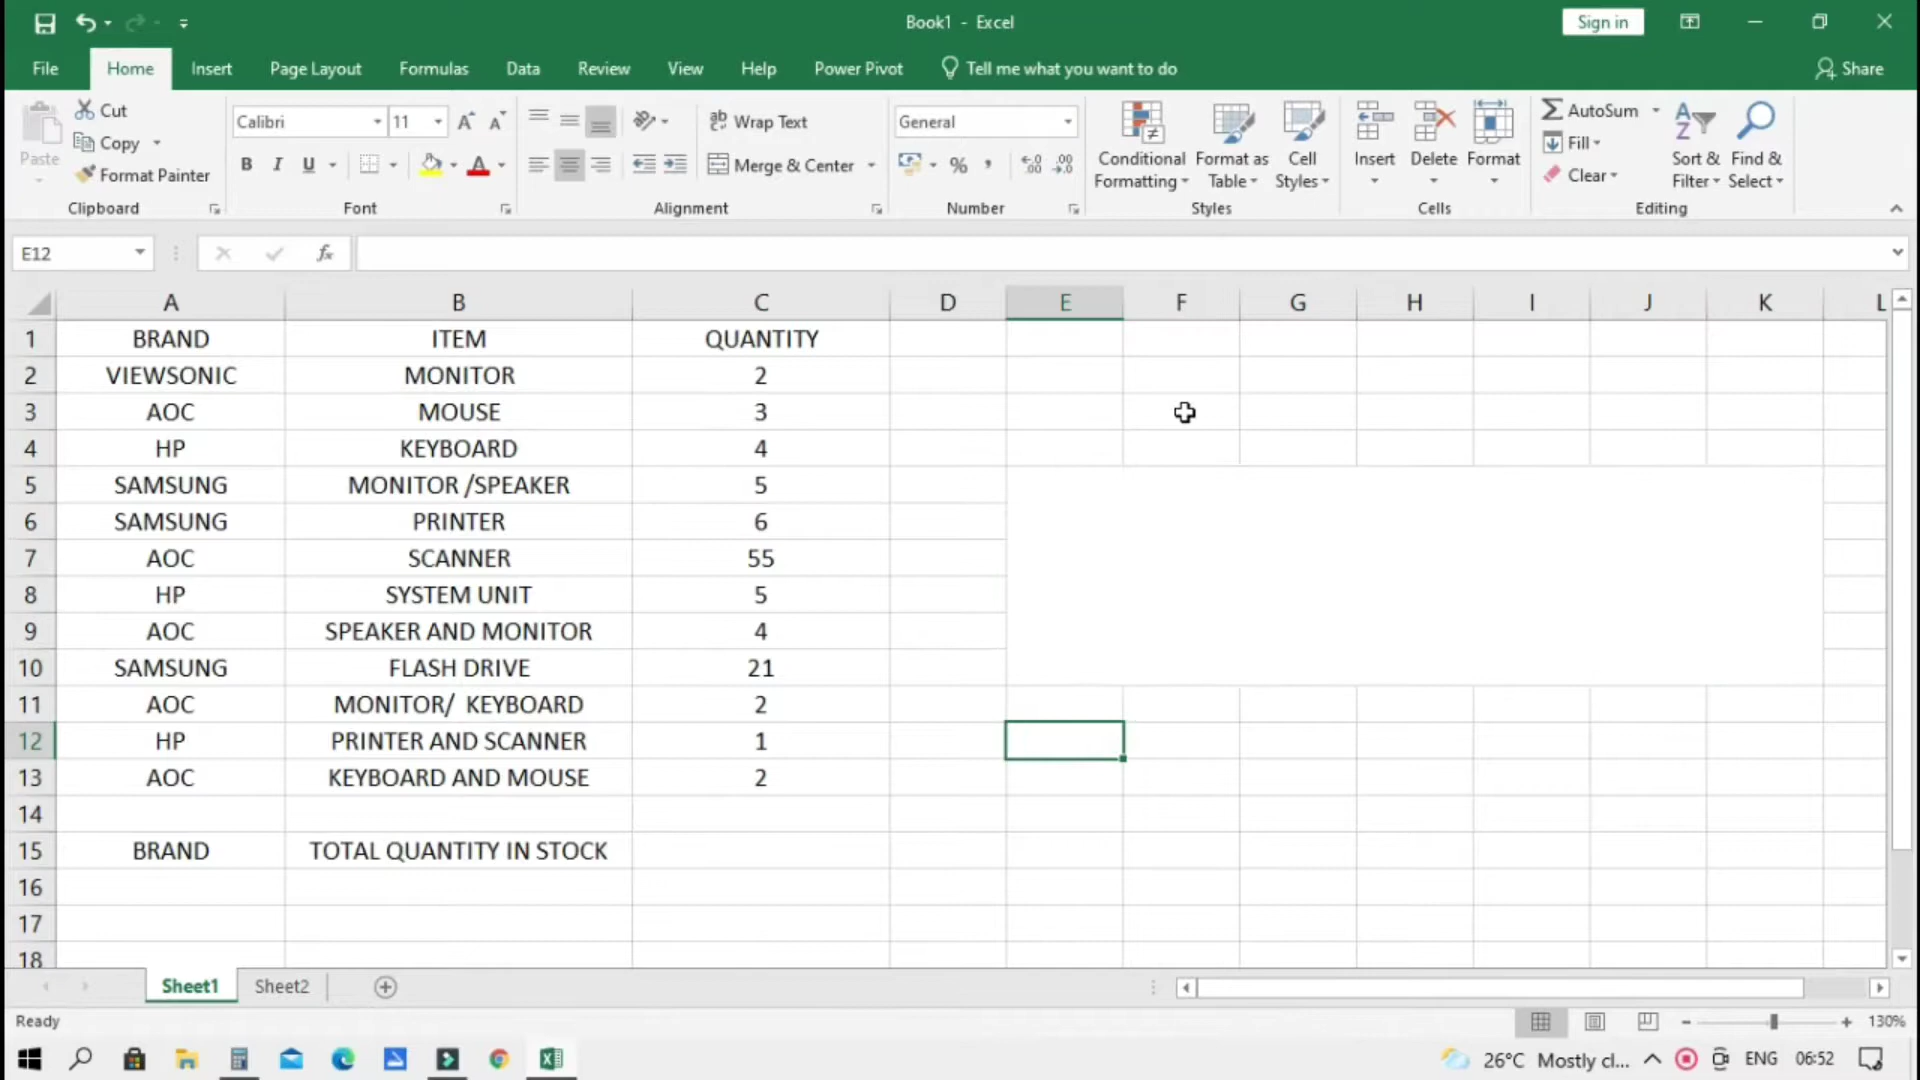 Book1 - Excel
Sign in
File Home Insert Page Layout Formulas Data Review View Help Power Pivot Tell me what you want to do Share
Paste
Cut
Copy
Format Painter
Clipboard
Calibri 11
B I U A
Font
ab Wrap Text
Merge & Center
Alignment
General
% ,
Number
Conditional Formatting
Format as Table
Cell Styles
Styles
Insert
Delete
Format
Cells
AutoSum
Fill
Clear
Sort & Filter
Find & Select
Editing
E12 fx
A B C D E F G H I J K L
1 BRAND ITEM QUANTITY
2 VIEWSONIC MONITOR 2
3 AOC MOUSE 3
4 HP KEYBOARD 4
5 SAMSUNG MONITOR /SPEAKER 5
6 SAMSUNG PRINTER 6
7 AOC SCANNER 55
8 HP SYSTEM UNIT 5
9 AOC SPEAKER AND MONITOR 4
10 SAMSUNG FLASH DRIVE 21
11 AOC MONITOR/  KEYBOARD 2
12 HP PRINTER AND SCANNER 1
13 AOC KEYBOARD AND MOUSE 2
14
15 BRAND TOTAL QUANTITY IN STOCK
16
17
18
Sheet1 Sheet2
Ready
130%
26°C Mostly cl... ENG 06:52